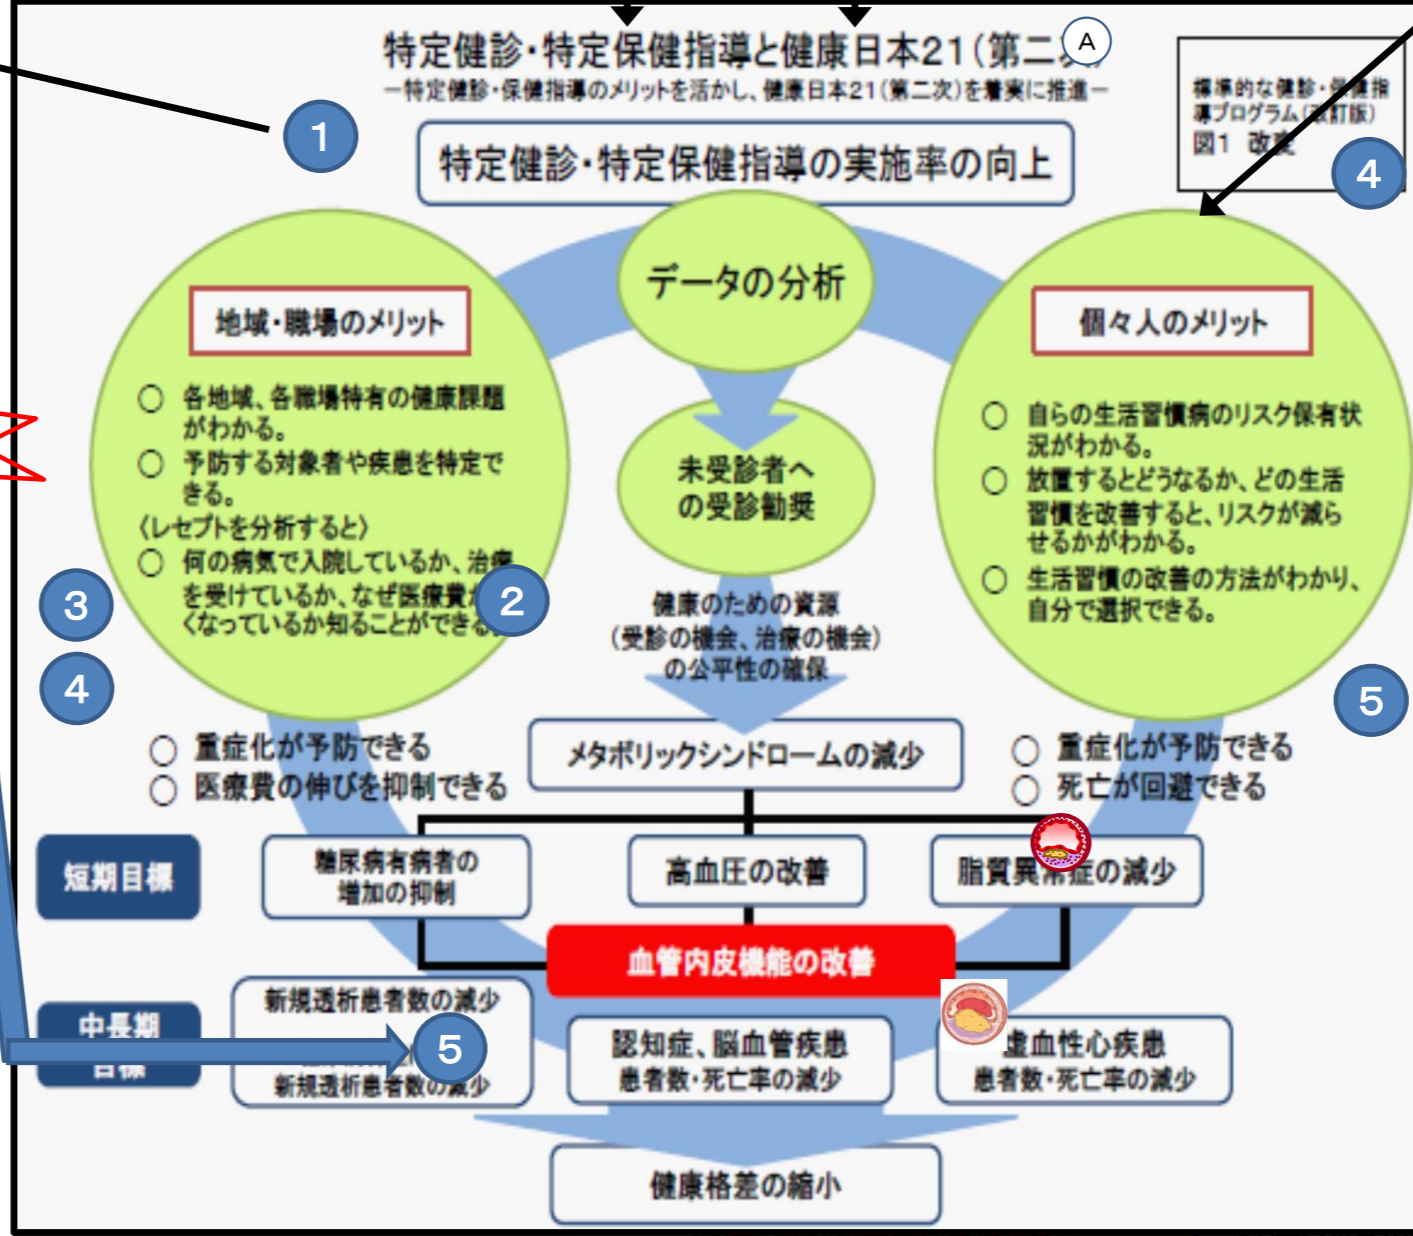 特定健診・特定保健指導と健康日本21(第二
A
－特定健診・保健指導のメリットを活かし、健康日本21(第二次)を着実に推進－
標準的な健診・保健指
導プログラム(改訂版)
図1 改変
1
4
特定健診・特定保健指導の実施率の向上
データの分析
地域・職場のメリット
○ 各地域、各職場特有の健康課題
がわかる。
○ 予防する対象者や疾患を特定で
きる。
〈レセプトを分析すると〉
○ 何の病気で入院しているか、治療
を受けているか、なぜ医療費が
くなっているか知ることができる。
2
3
4
未受診者へ
の受診勧奨
健康のための資源
(受診の機会、治療の機会)
の公平性の確保
個々人のメリット
○ 自らの生活習慣病のリスク保有状
況がわかる。
○ 放置するとどうなるか、どの生活
習慣を改善すると、リスクが減ら
せるかがわかる。
○ 生活習慣の改善の方法がわかり、
自分で選択できる。
5
○ 重症化が予防できる
○ 医療費の伸びを抑制できる
メタボリックシンドロームの減少
○ 重症化が予防できる
○ 死亡が回避できる
短期目標
糖尿病有病者の
増加の抑制
高血圧の改善
脂質異常症の減少
血管内皮機能の改善
中長期
目標
新規透析患者数の減少
5
新規透析患者数の減少
認知症、脳血管疾患
患者数・死亡率の減少
虚血性心疾患
患者数・死亡率の減少
健康格差の縮小